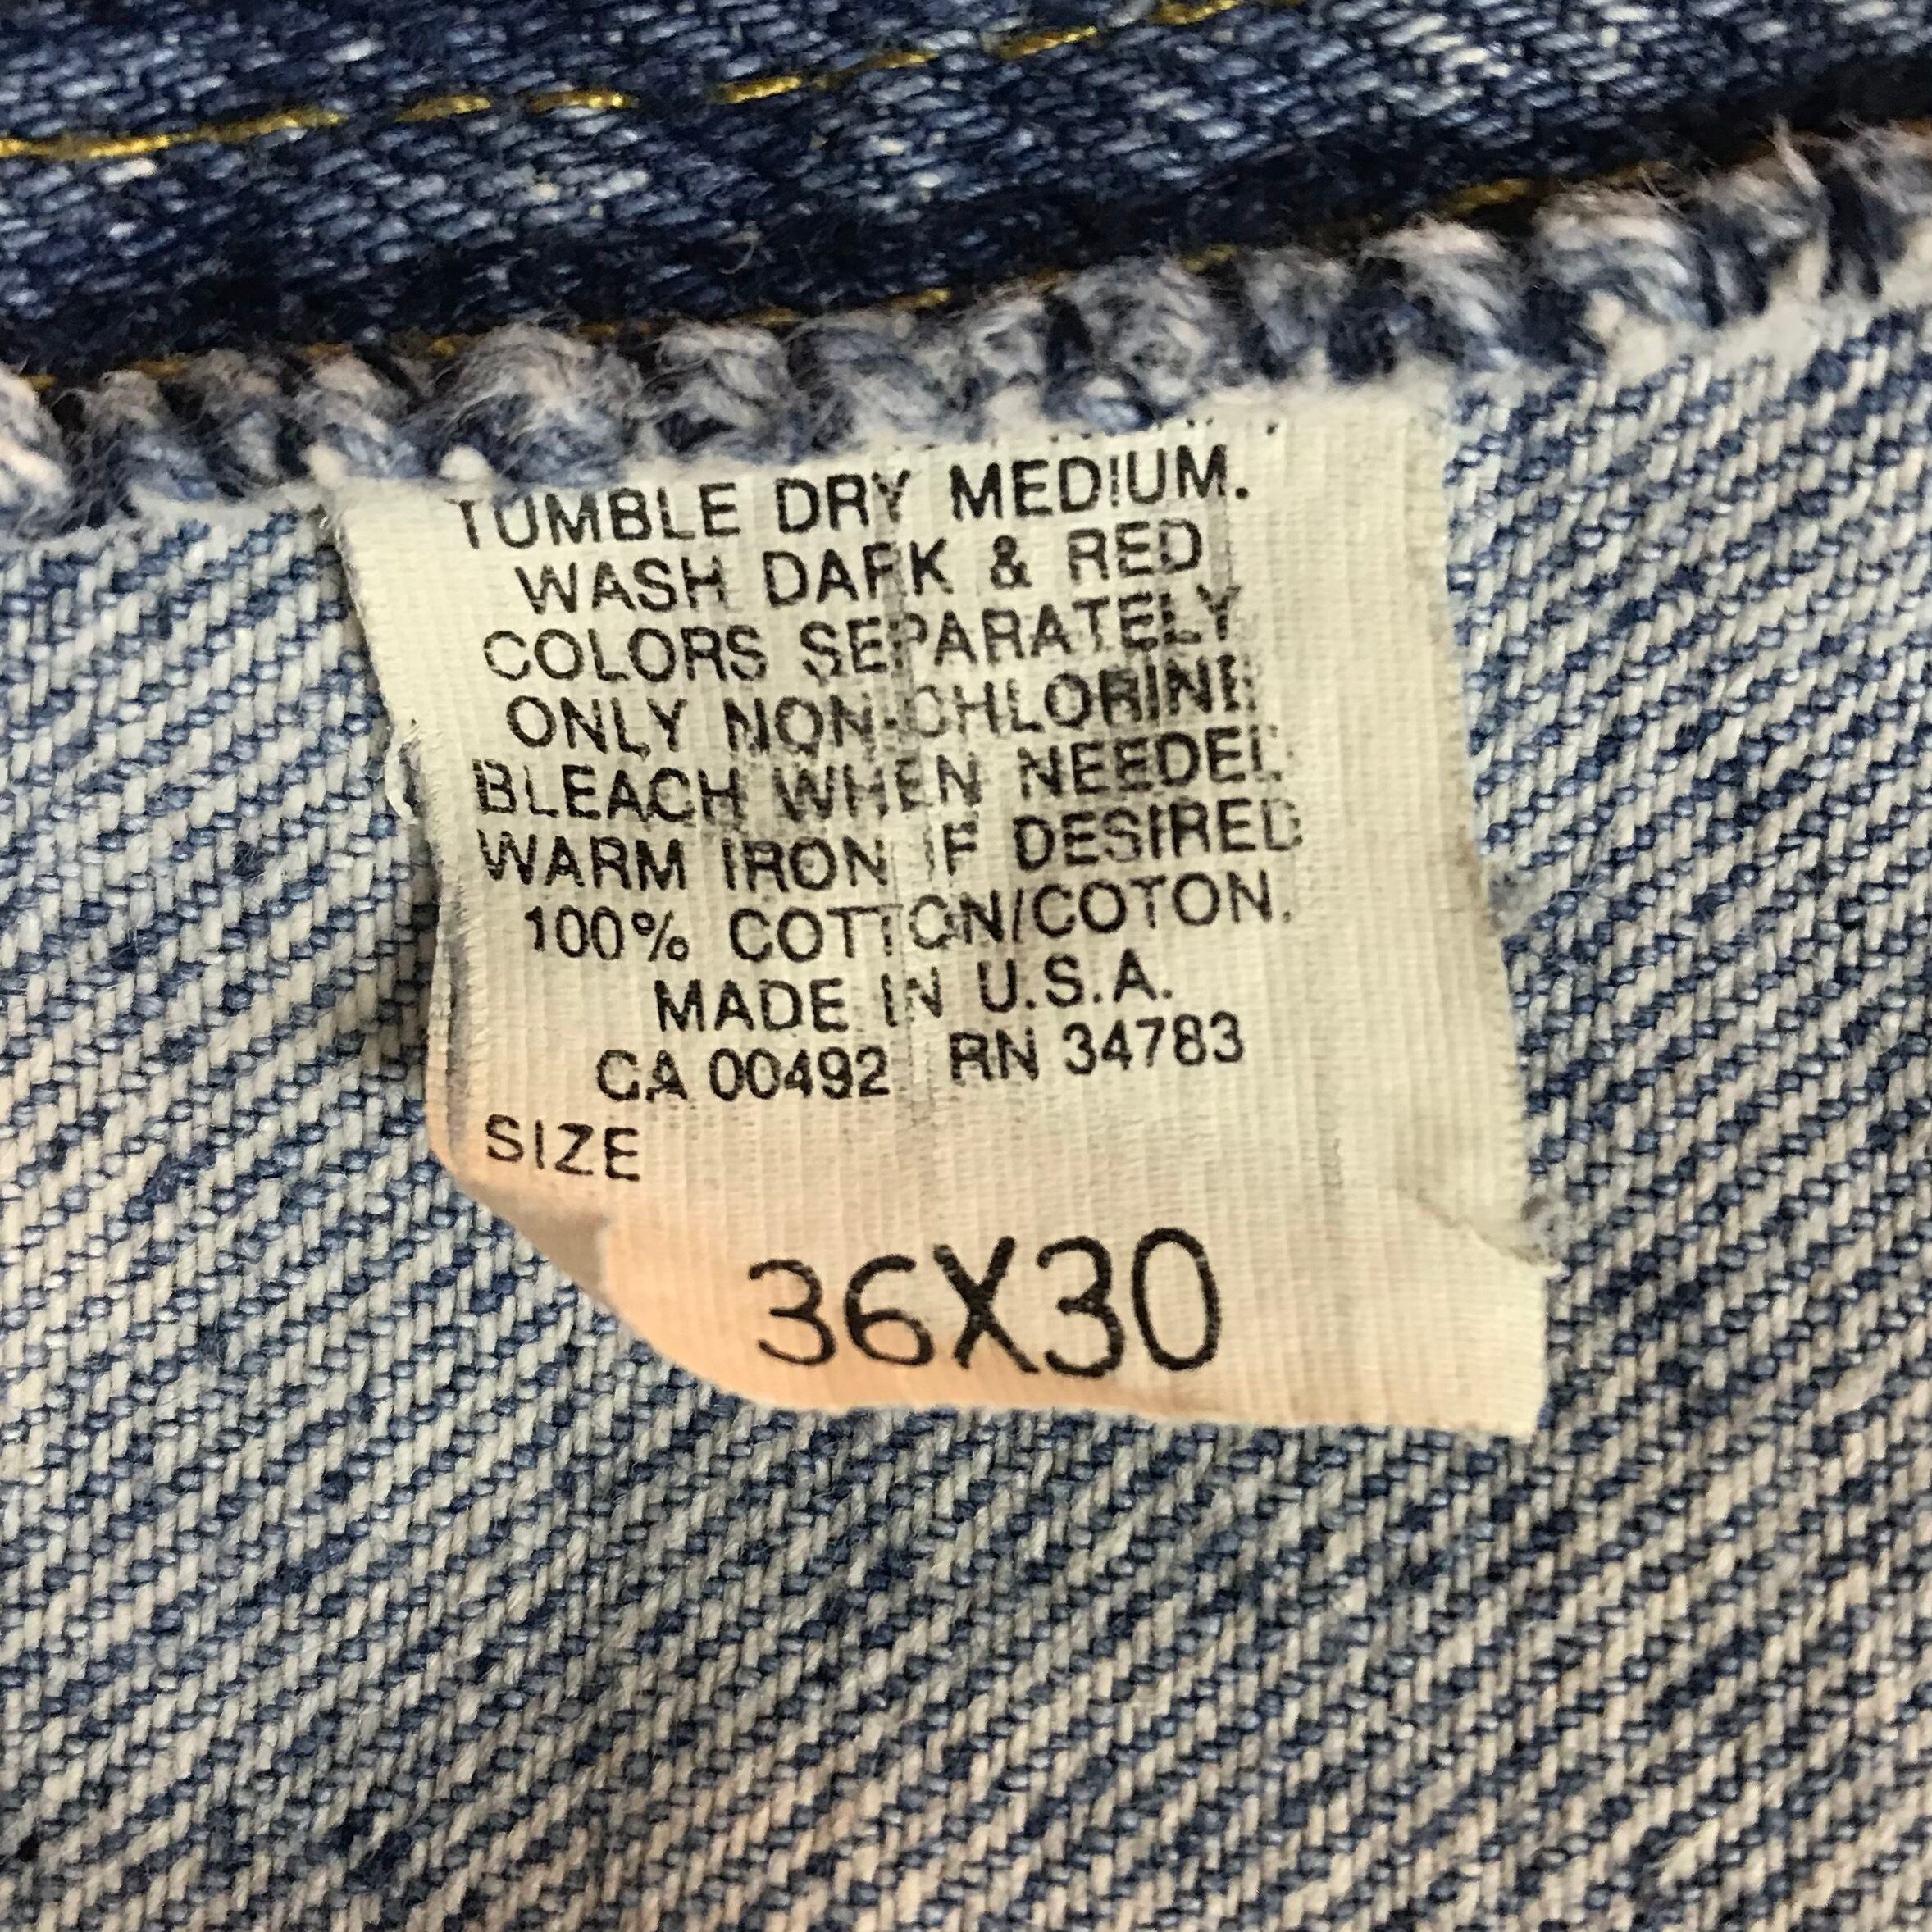 TUMBLE DRY MEDIUM.
WASH DARK & RED
COLORS SEPARATELY
ONLY NON-CHLORINE
BLEACH WHEN NEEDED
WARM IRON IF DESIRED
100% COTTON/COTON.
MADE IN U.S.A.
CA 00492 RN 34783
SIZE
36X30